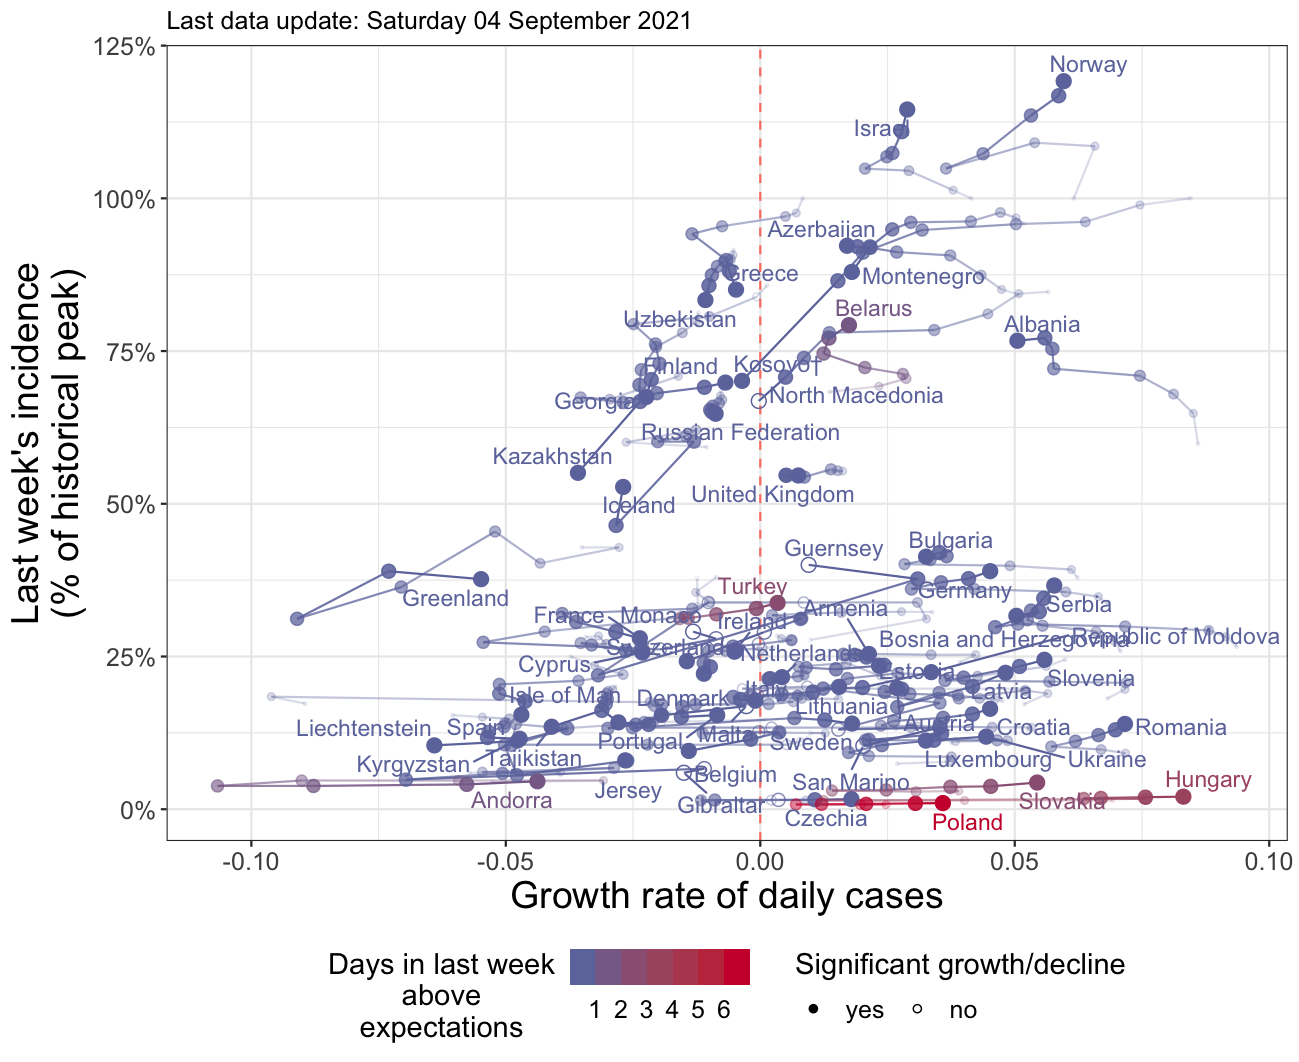 Last data update: Saturday 04 September 2021
125%
100%
75%
50%
25%
0%
Last week's incidence
(% of historical peak)
Norway
Israel
Azerbaijan
Greece
Montenegro
Belarus
Uzbekistan
Albania
Finland
Kosovo†
Georgia
North Macedonia
Russian Federation
Kazakhstan
United Kingdom
Iceland
Bulgaria
Guernsey
Greenland
Turkey
Germany
Serbia
France
Monaco
Armenia
Ireland
Bosnia and Herzegovina
Republic of Moldova
Switzerland
Netherlands
Cyprus
Estonia
Slovenia
Isle of Man
Denmark
Italy
Latvia
Lithuania
Liechtenstein
Spain
Malta
Austria
Croatia
Romania
Portugal
Sweden
Kyrgyzstan
Tajikistan
Luxembourg
Ukraine
Belgium
San Marino
Hungary
Andorra
Jersey
Gibraltar
Slovakia
Czechia
Poland
-0.10
-0.05
0.00
0.05
0.10
Growth rate of daily cases
Days in last week
above
expectations
1 2 3 4 5 6
Significant growth/decline
yes
no